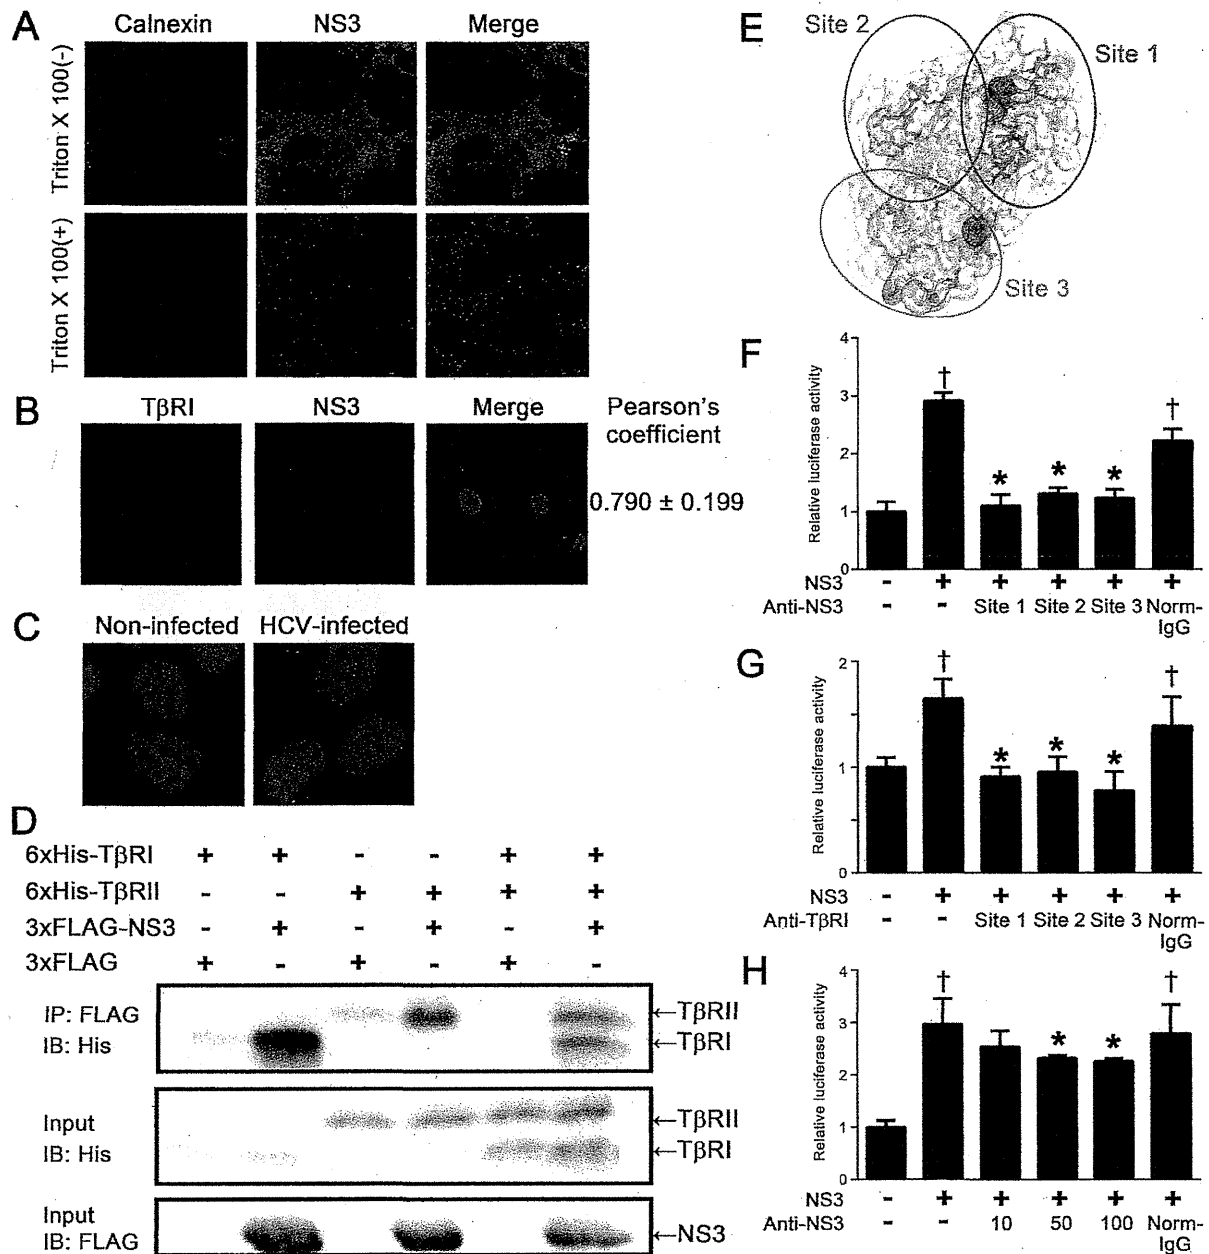 A
Calnexin NS3 Merge
Triton X 100(-)
Triton X 100(+)
B
TβRI NS3 Merge Pearson's
coefficient
0.790 ± 0.199
C
Non-infected HCV-infected
D
6xHis-TβRI + + - - + +
6xHis-TβRII - - + + + +
3xFLAG-NS3 - + - + - +
3xFLAG + - + - + -
IP: FLAG
IB: His
←TβRII
←TβRI
Input
IB: His
←TβRII
←TβRI
Input
IB: FLAG
←NS3
E
Site 2
Site 1
Site 3
F
Relative luciferase activity
4
3
2
1
0
†
* * *
†
NS3 - + + + + +
Anti-NS3 - - Site 1 Site 2 Site 3 Norm-
IgG
G
Relative luciferase activity
2
1
0
†
* * *
†
NS3 - + + + + +
Anti-TβRI - - Site 1 Site 2 Site 3 Norm-
IgG
H
Relative luciferase activity
4
3
2
1
0
†
* *
†
NS3 - + + + + +
Anti-NS3 - - 10 50 100 Norm-
IgG